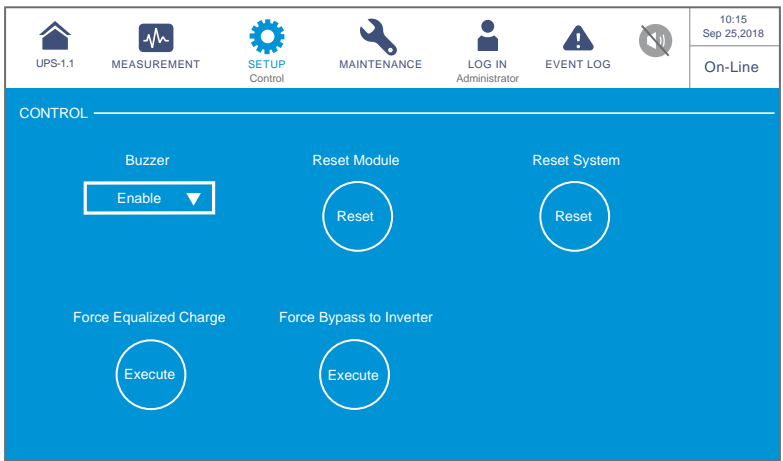 10:15
Sep 25,2018
UPS-1.1
MEASUREMENT
SETUP
Control
MAINTENANCE
LOG IN
Administrator
EVENT LOG
On-Line
CONTROL
Buzzer
Reset Module
Reset System
Enable
Reset
Reset
Force Equalized Charge
Force Bypass to Inverter
Execute
Execute